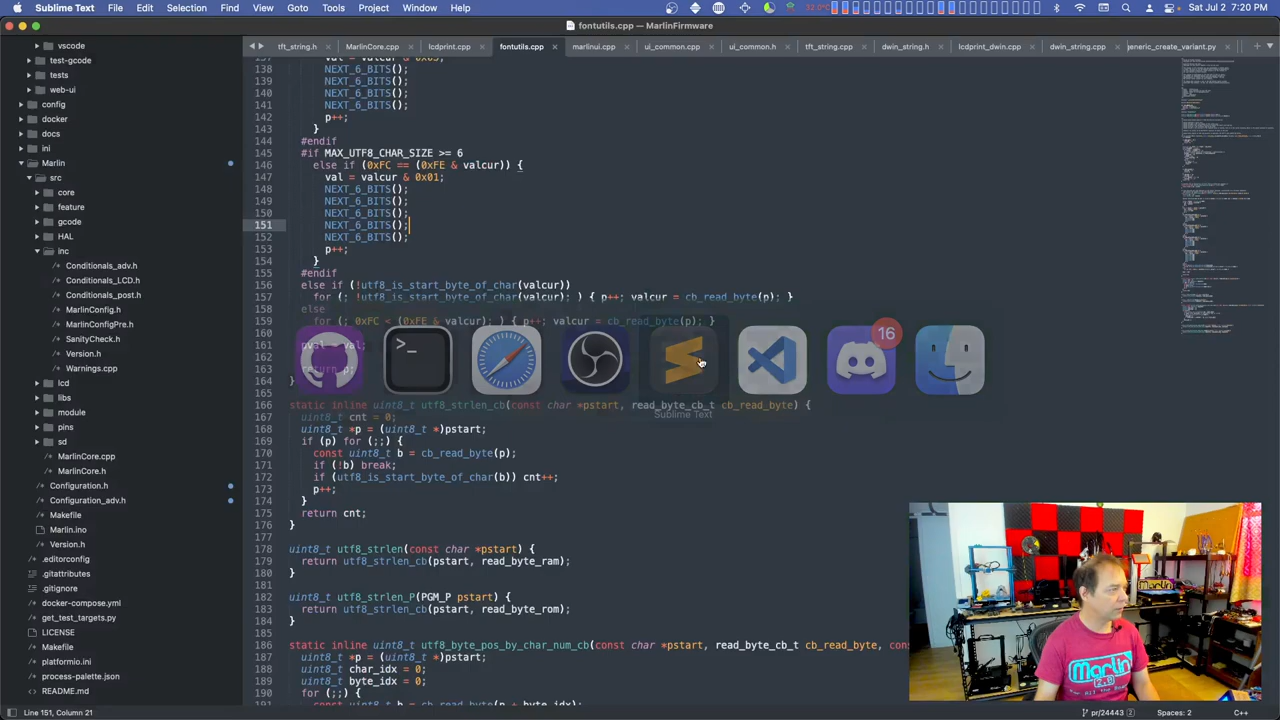 Sublime Text File Edit Selection Find View Goto Tools Project Window Help
32.0°C
Sat Jul 2 7:20 PM
fontutils.cpp — MarlinFirmware
tft_string.h
MarlinCore.cpp
lcdprint.cpp
fontutils.cpp
marlinui.cpp
ui_common.cpp
ui_common.h
tft_string.cpp
dwin_string.h
lcdprint_dwin.cpp
dwin_string.cpp
generic_create_variant.py
vscode
test-gcode
tests
web-ui
config
docker
docs
ini
Marlin
src
core
feature
gcode
HAL
inc
Conditionals_adv.h
Conditionals_LCD.h
Conditionals_post.h
MarlinConfig.h
MarlinConfigPre.h
SanityCheck.h
Version.h
Warnings.cpp
lcd
libs
module
pins
sd
MarlinCore.cpp
MarlinCore.h
Configuration.h
Configuration_adv.h
Makefile
Marlin.ino
Version.h
.editorconfig
.gitattributes
.gitignore
docker-compose.yml
get_test_targets.py
LICENSE
Makefile
platformio.ini
process-palette.json
README.md
138 NEXT_6_BITS();
139 NEXT_6_BITS();
140 NEXT_6_BITS();
141 NEXT_6_BITS();
142 p++;
143 }
144 #endif
145 #if MAX_UTF8_CHAR_SIZE >= 6
146 else if (0xFC == (0xFE & valcur)) {
147 val = valcur & 0x01;
148 NEXT_6_BITS();
149 NEXT_6_BITS();
150 NEXT_6_BITS();
151 NEXT_6_BITS();
152 NEXT_6_BITS();
153 p++;
154 }
155 #endif
156 else if (!utf8_is_start_byte_of_char(valcur))
157 for (; !utf8_is_start_byte_of_char(valcur); ) { p++; valcur = cb_read_byte(p); }
158 else
159 for (; 0xFC < (0xFE & valcur); ) { p++; valcur = cb_read_byte(p); }
160
161
162
163 return p;
164 }
16
Sublime Text
166 static inline uint8_t utf8_strlen_cb(const char *pstart, read_byte_cb_t cb_read_byte) {
167 uint8_t cnt = 0;
168 uint8_t *p = (uint8_t *)pstart;
169 if (p) for (;;) {
170 const uint8_t b = cb_read_byte(p);
171 if (!b) break;
172 if (utf8_is_start_byte_of_char(b)) cnt++;
173 p++;
174 }
175 return cnt;
176 }
177
178 uint8_t utf8_strlen(const char *pstart) {
179 return utf8_strlen_cb(pstart, read_byte_ram);
180 }
181
182 uint8_t utf8_strlen_P(PGM_P pstart) {
183 return utf8_strlen_cb(pstart, read_byte_rom);
184 }
185
186 static inline uint8_t utf8_byte_pos_by_char_num_cb(const char *pstart, read_byte_cb_t cb_read_byte, con
187 uint8_t *p = (uint8_t *)pstart;
188 uint8_t char_idx = 0;
189 uint8_t byte_idx = 0;
190 for (;;) {
Marlin
Marlin
Line 151, Column 21
pr/24443
Spaces: 2
C++